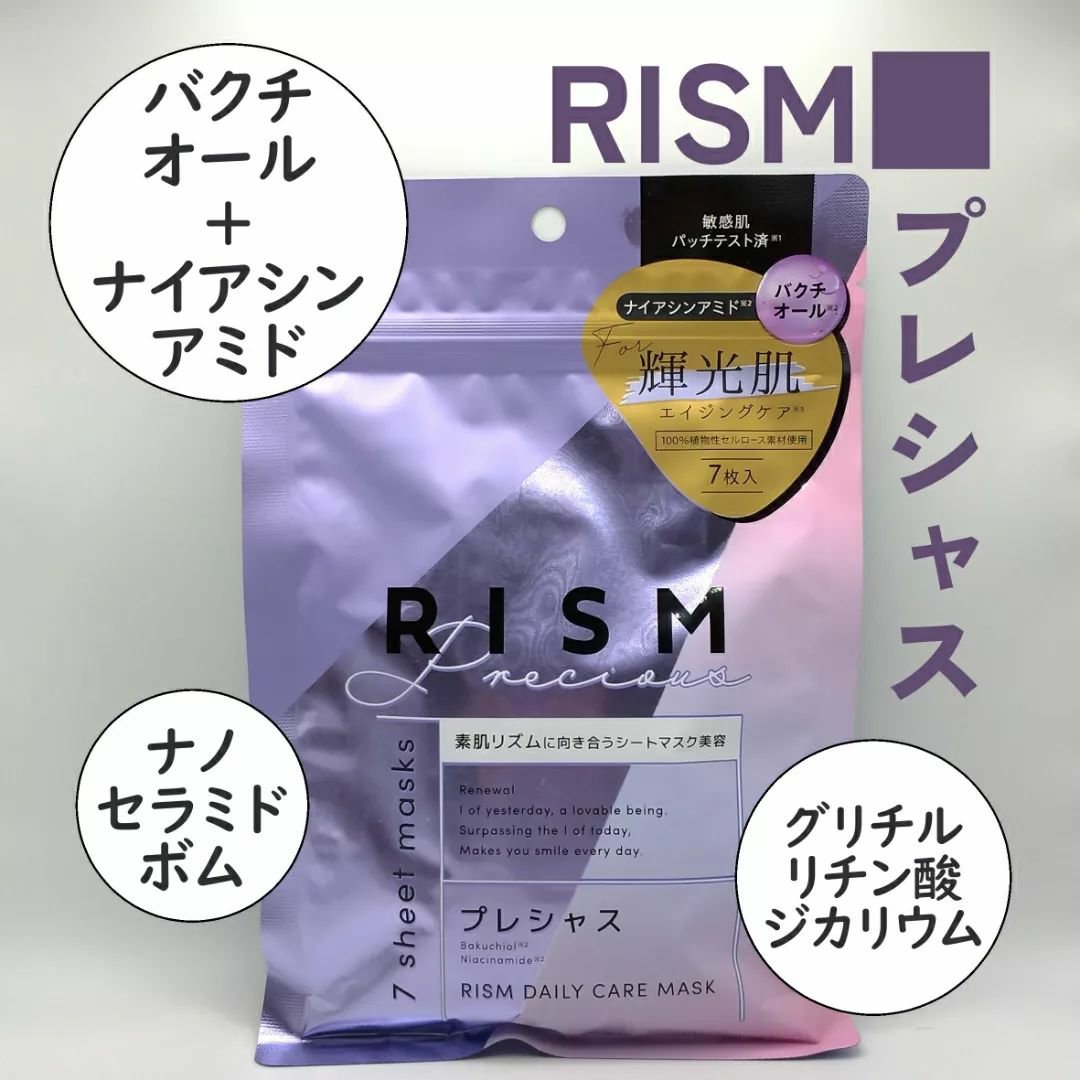 バクチ
オール
+
ナイアシン
アミド
RISM■
プレシャス
敏感肌
パッチテスト済※1
ナイアシンアミド※2
バクチ
オール※2
For
輝光肌
エイジングケア※3
100%植物性セルロース素材使用
7枚入
RISM
Precious
7 sheet masks
素肌リズムに向き合うシートマスク美容
Renewal
I of yesterday, a lovable being.
Surpassing the I of today,
Makes you smile every day.
プレシャス
Bakuchiol※2
Niacinamide※2
RISM DAILY CARE MASK
ナノ
セラミド
ボム
グリチル
リチン酸
ジカリウム